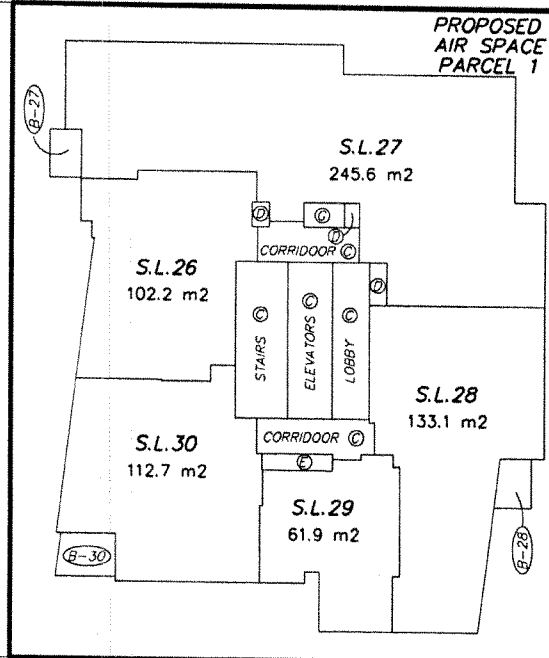 PROPOSED
AIR SPACE
PARCEL 1
B-27
S.L.27
245.6 m2
D
G
D
CORRIDOOR C
S.L.26
102.2 m2
D
STAIRS C
ELEVATORS C
LOBBY C
S.L.28
133.1 m2
CORRIDOOR C
S.L.30
112.7 m2
E
S.L.29
61.9 m2
B-30
B-28